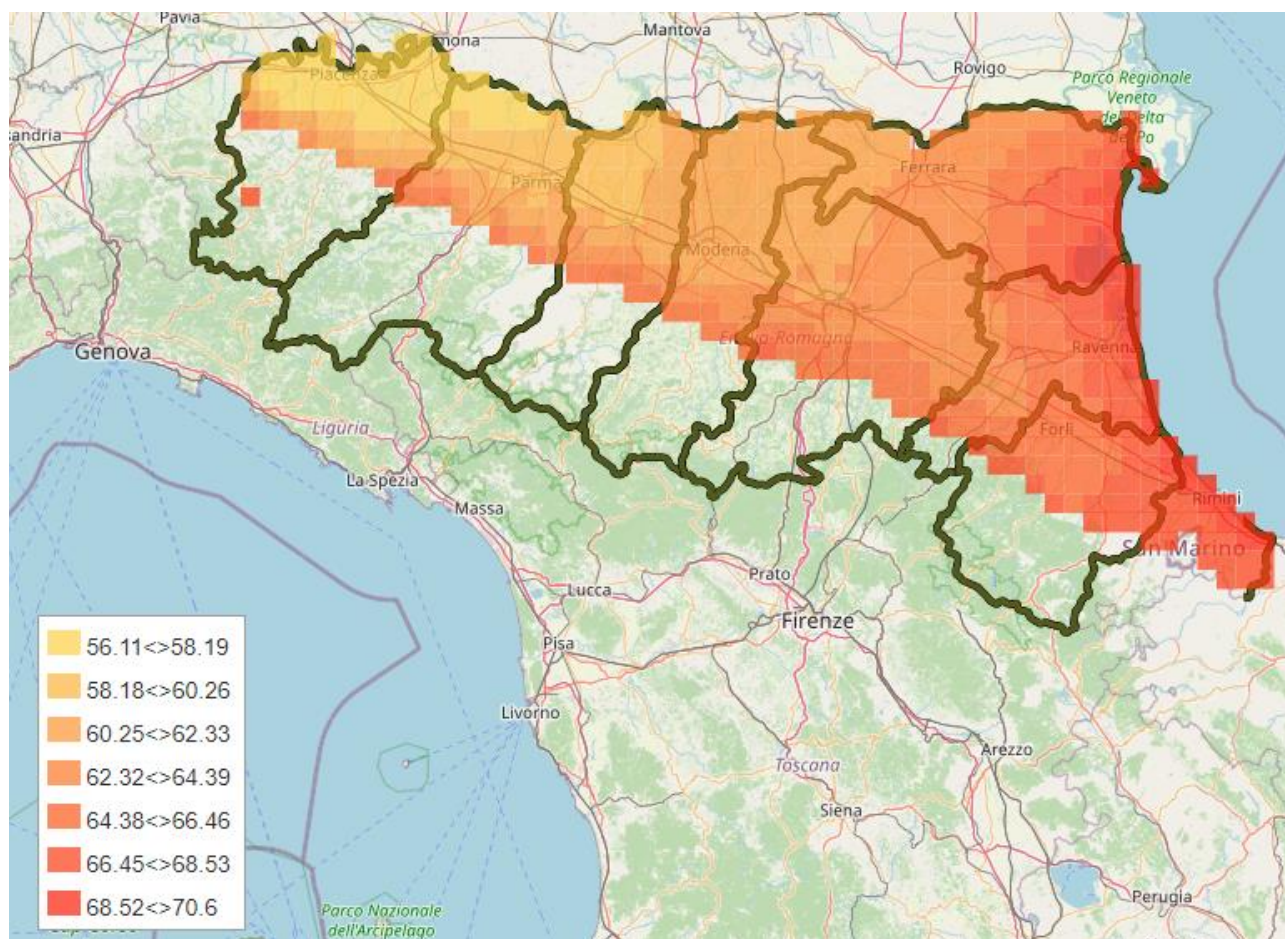 Pavia
Mantova
Rovigo
Parco Regionale
Veneto
del Delta
del Po
Piacenza
Ferrara
Parma
Modena
Emilia-Romagna
Ravenna
Genova
Liguria
Forlì
La Spezia
Massa
Rimini
San Marino
Prato
Lucca
Firenze
Pisa
Livorno
Arezzo
Toscana
Siena
Perugia
Parco Nazionale
dell'Arcipelago
56.11<>58.19
58.18<>60.26
60.25<>62.33
62.32<>64.39
64.38<>66.46
66.45<>68.53
68.52<>70.6